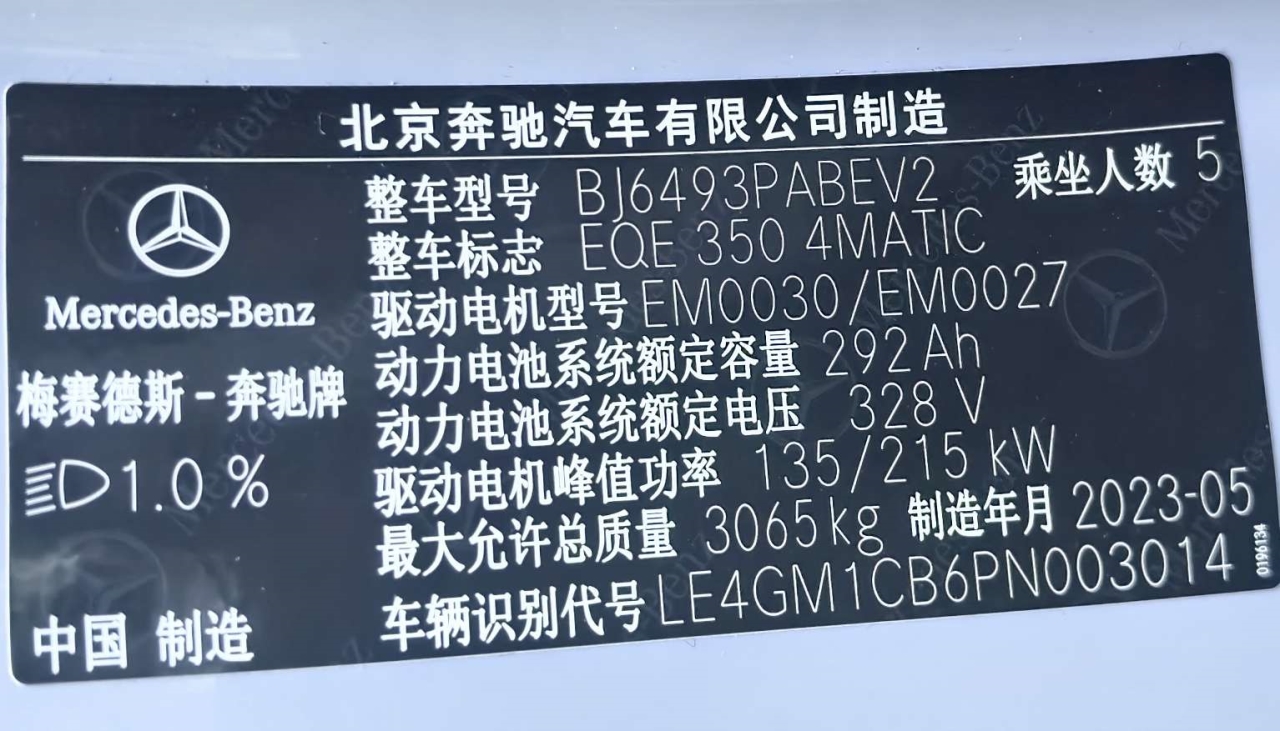 北京奔驰汽车有限公司制造
整车型号 BJ6493PABEV2 乘坐人数 5
整车标志 EQE 350 4MATIC
Mercedes-Benz
驱动电机型号 EM0030/EM0027
动力电池系统额定容量 292Ah
梅赛德斯-奔驰牌
动力电池系统额定电压 328 V
1.0 %
驱动电机峰值功率 135/215 kW
最大允许总质量 3065kg 制造年月 2023-05
中国 制造
车辆识别代号 LE4GM1CB6PN003014
0196134